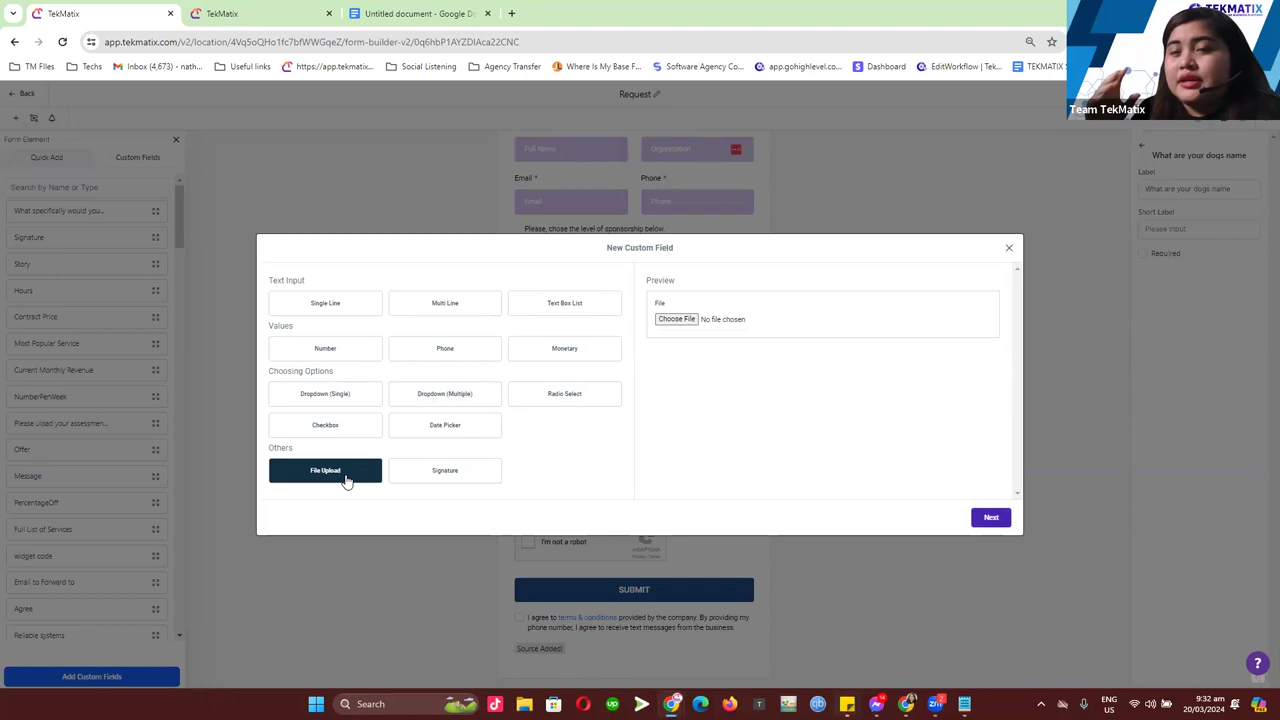 TekMatix
TekMatix
Untitled document - Google Do
TEKMATIX
app.tekmatix.com/v2/location/4Vq5oQHo1fc7bfWWGqeZ/form-builder-v2/0q6hbP1AYZDIAca22CNC
TM Files
Inbox (4,673) – nath...
Useful links
https://app.tekmatix...
Social Listening
Agency Transfer
Where Is My Base F...
Software Agency Co...
app.gohighlevel.co...
Dashboard
EditWorkflow | Tek...
TEKMATIX S
Team TekMatix
Back
Request
Form Element
Quick Add
Custom Fields
Search by Name or Type
What specifically would you...
Signature
Story
Hours
Contract Price
Most Popular Service
Current Monthly Revenue
NumberPerWeek
Please ulpad your assessmen...
Offer
Message
PercentageOff
Full List of Services
widget code
Email to Forward to
Agree
Reliable systems
Add Custom Fields
Full Name
Organization
Email *
Phone *
Email
Phone
Please, chose the level of sponsorship below.
New Custom Field
Text Input
Single Line
Multi Line
Text Box List
Values
Number
Phone
Monetary
Choosing Options
Dropdown (Single)
Dropdown (Multiple)
Radio Select
Checkbox
Date Picker
Others
File Upload
Signature
Preview
File
Choose File No file chosen
Next
I'm not a robot
reCAPTCHA
SUBMIT
I agree to terms & conditions provided by the company. By providing my
phone number, I agree to receive text messages from the business.
Source Added!
What are your dogs name
Label
What are your dogs name
Short Label
Please Input
Required
?
Search
ENG
US
9:32 am
20/03/2024